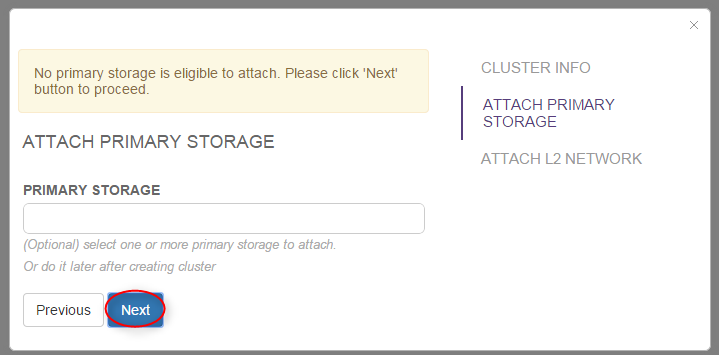 No primary storage is eligible to attach. Please click 'Next'
button to proceed.
ATTACH PRIMARY STORAGE
PRIMARY STORAGE
(Optional) select one or more primary storage to attach.
Or do it later after creating cluster
Previous
Next
CLUSTER INFO
ATTACH PRIMARY
STORAGE
ATTACH L2 NETWORK